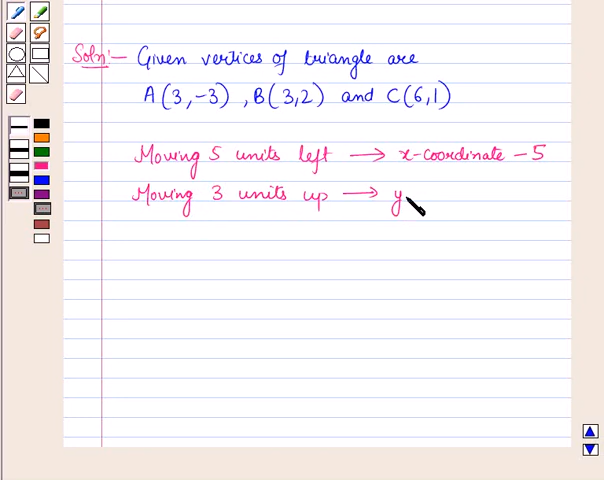 Soln:- Given vertices of triangle are
A(3,-3), B(3,2) and C(6,1)
Moving 5 units left → x-coordinate - 5
Moving 3 units up → y